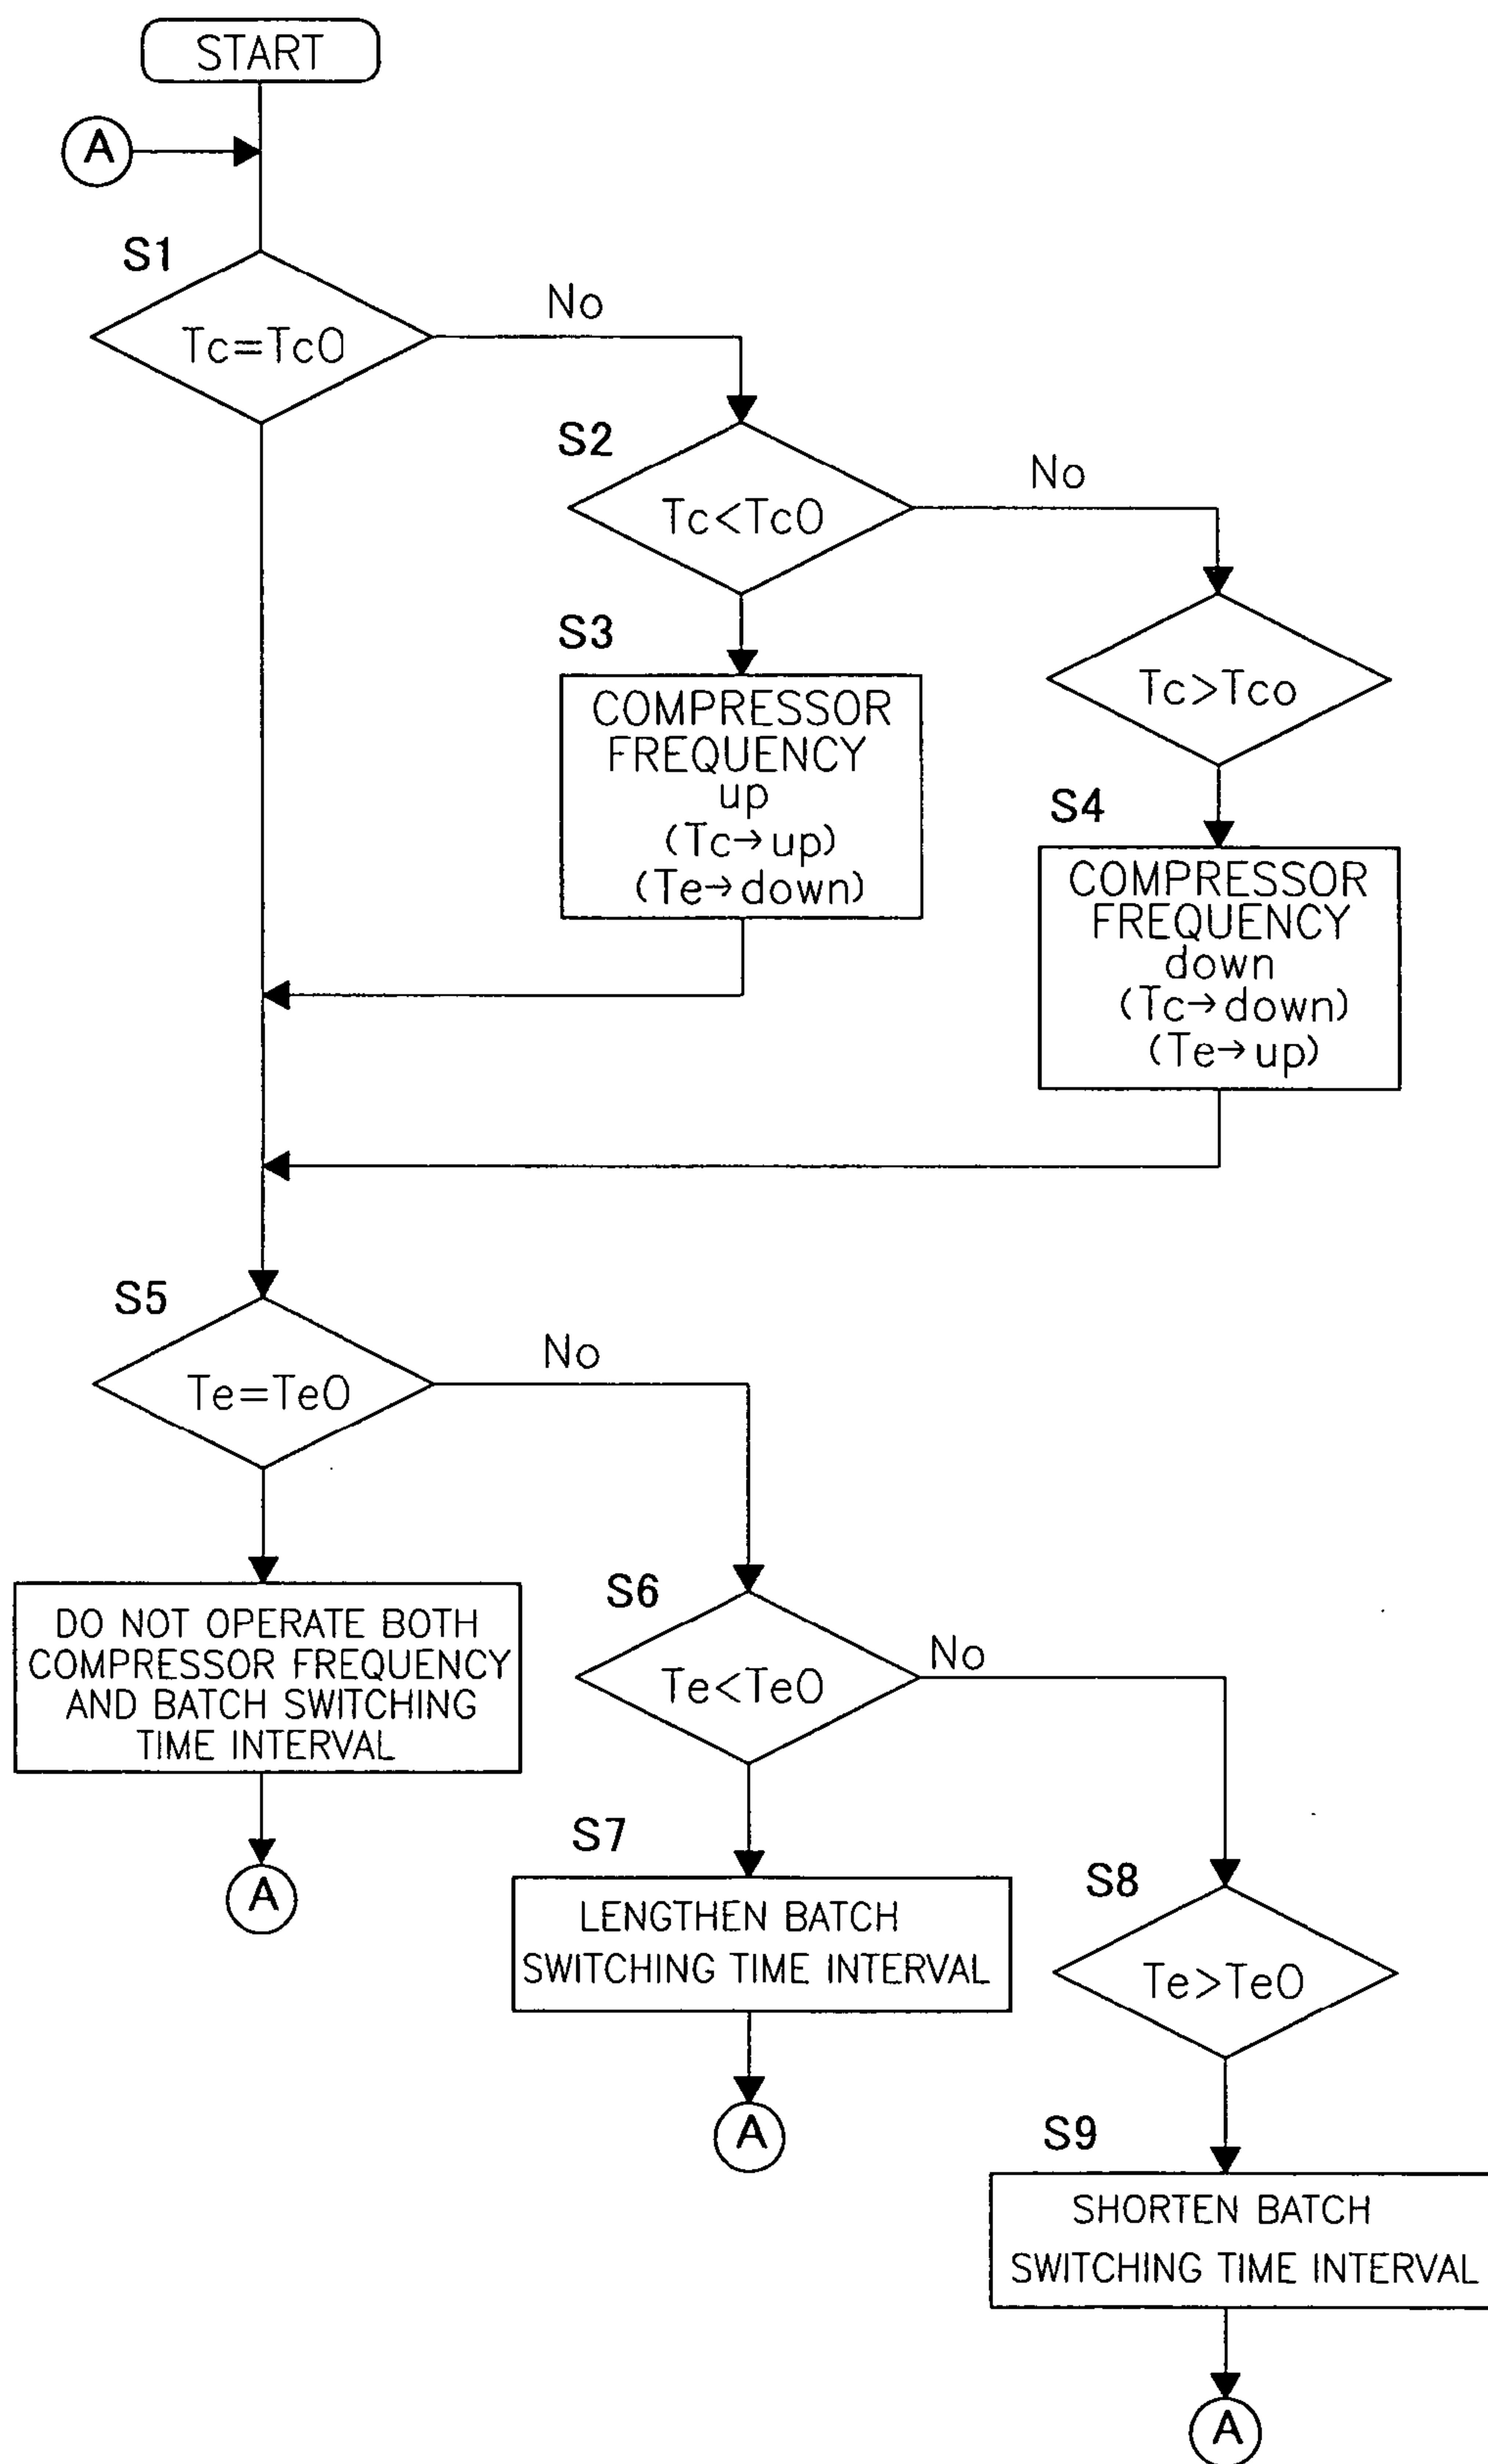 START
A
S1
Tc=Tc0
No
S2
Tc<Tc0
No
S3
COMPRESSOR
FREQUENCY
up
(Tc→up)
(Te→down)
Tc>Tco
S4
COMPRESSOR
FREQUENCY
down
(Tc→down)
(Te→up)
S5
Te=Te0
No
DO NOT OPERATE BOTH
COMPRESSOR FREQUENCY
AND BATCH SWITCHING
TIME INTERVAL
A
S6
Te<Te0
No
S7
LENGTHEN BATCH
SWITCHING TIME INTERVAL
A
S8
Te>Te0
S9
SHORTEN BATCH
SWITCHING TIME INTERVAL
A